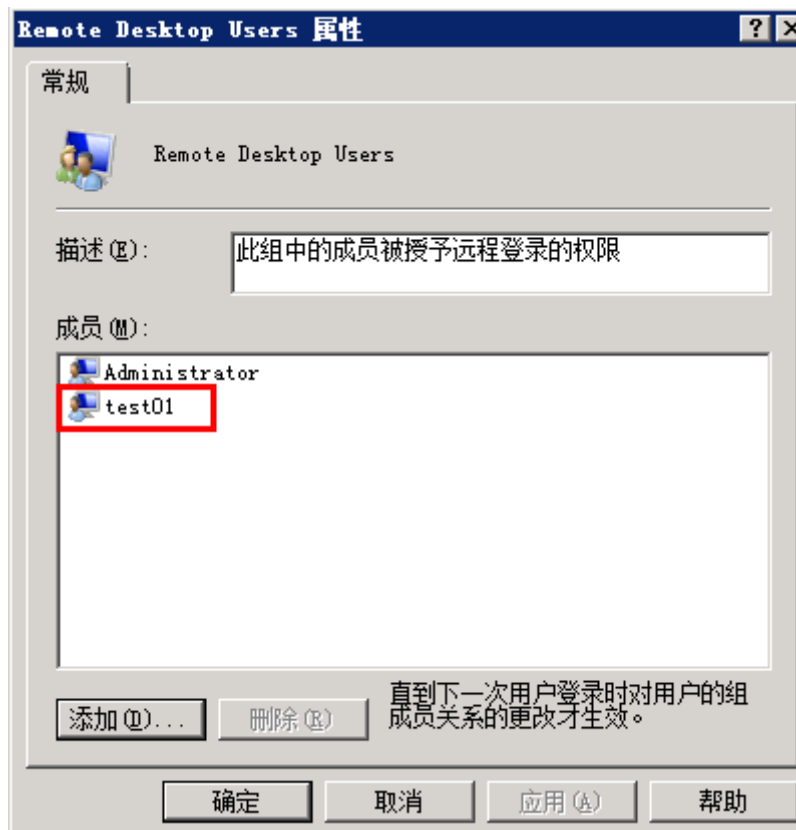 Remote Desktop Users 属性
常规
Remote Desktop Users
描述(E):
此组中的成员被授予远程登录的权限
成员(M):
Administrator
test01
添加(D)...
删除(R)
直到下一次用户登录时对用户的组
成员关系的更改才生效。
确定
取消
应用(A)
帮助